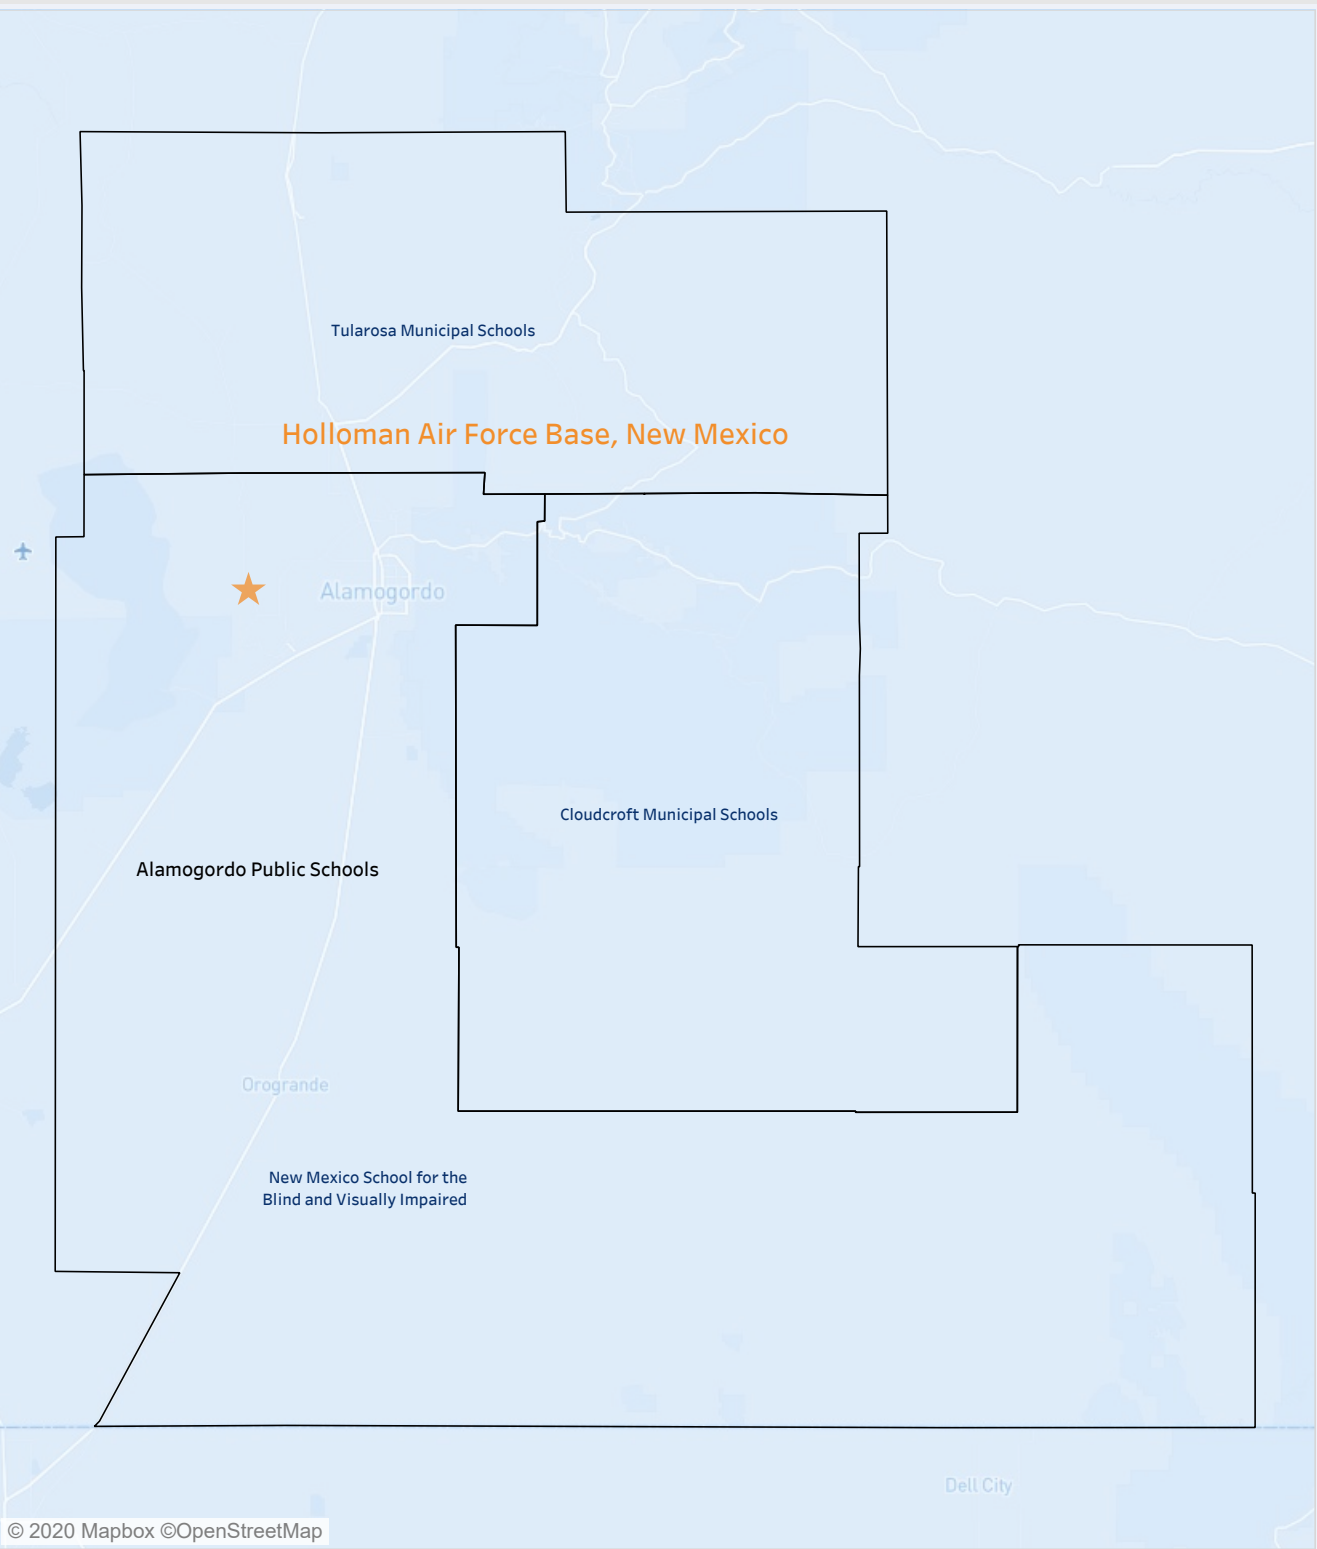 Tularosa Municipal Schools
Holloman Air Force Base, New Mexico
Alamogordo
Cloudcroft Municipal Schools
Alamogordo Public Schools
Orogrande
New Mexico School for the
Blind and Visually Impaired
Dell City
© 2020 Mapbox ©OpenStreetMap